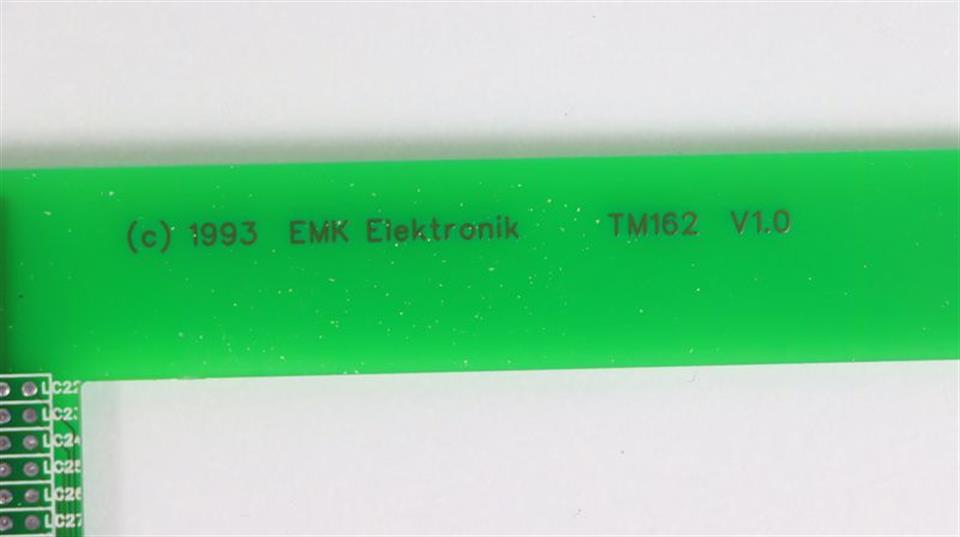 (c) 1993 EMK Elektronik TM162 V1.0
LC22
LC23
LC24
LC25
LC26
LC27